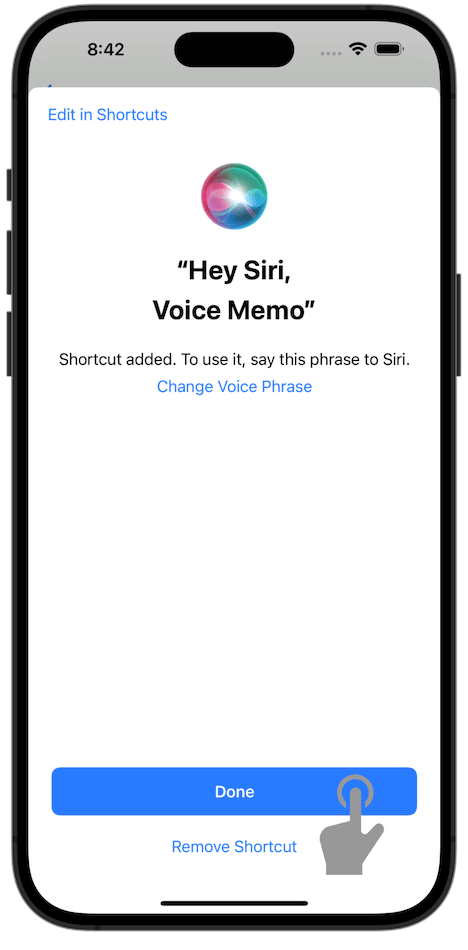 8:42
Edit in Shortcuts
“Hey Siri,
Voice Memo”
Shortcut added. To use it, say this phrase to Siri.
Change Voice Phrase
Done
Remove Shortcut